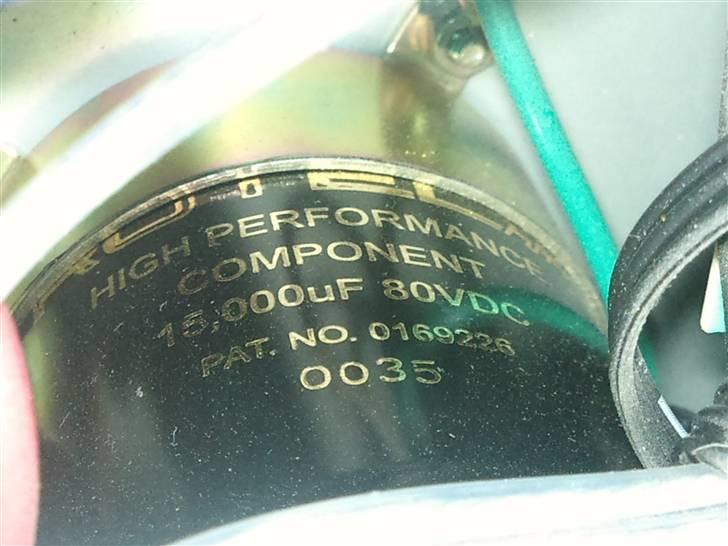 HIGH PERFORMANCE
COMPONENT
15,000uF 80VDC
PAT. NO. 0169226
0035